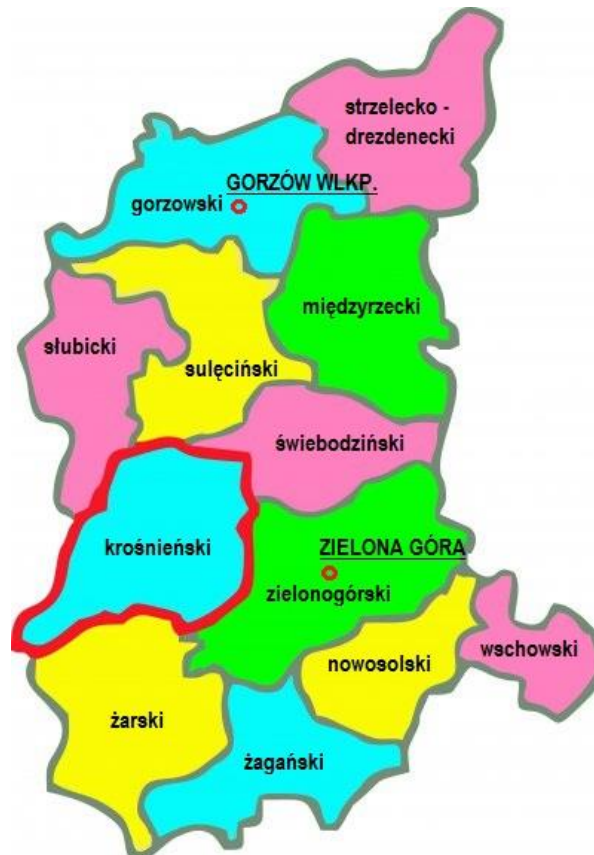 strzelecko -
drezdenecki
GORZÓW WLKP.
gorzowski
międzyrzecki
słubicki
sulęciński
świebodziński
krośnieński
ZIELONA GÓRA
zielonogórski
nowosolski
wschowski
żarski
żagański